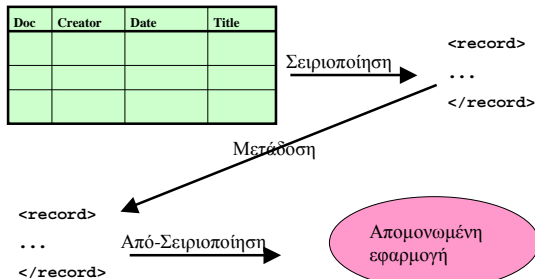 Doc Creator Date Title
Σειριοποίηση
<record>
...
</record>
Μετάδοση
<record>
...
</record>
Από-Σειριοποίηση
Απομονωμένη
εφαρμογή